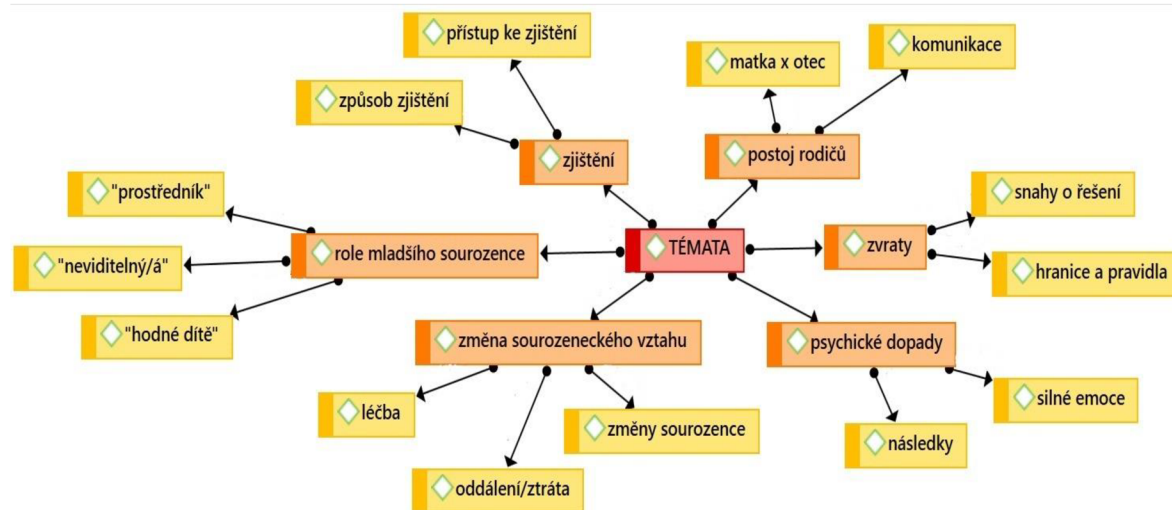 přístup ke zjištění
komunikace
matka x otec
způsob zjištění
zjištění
postoj rodičů
"prostředník"
snahy o řešení
role mladšího sourozence
TÉMATA
zvraty
"neviditelný/á"
hranice a pravidla
"hodné dítě"
změna sourozeneckého vztahu
psychické dopady
léčba
silné emoce
změny sourozence
následky
oddálení/ztráta